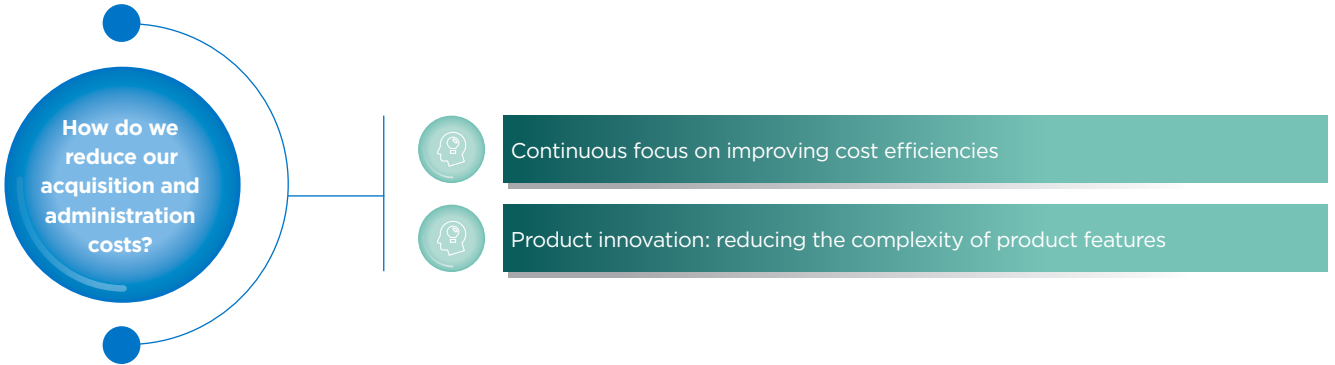 How do we
reduce our
acquisition and
administration
costs?
Continuous focus on improving cost efficiencies
Product innovation: reducing the complexity of product features